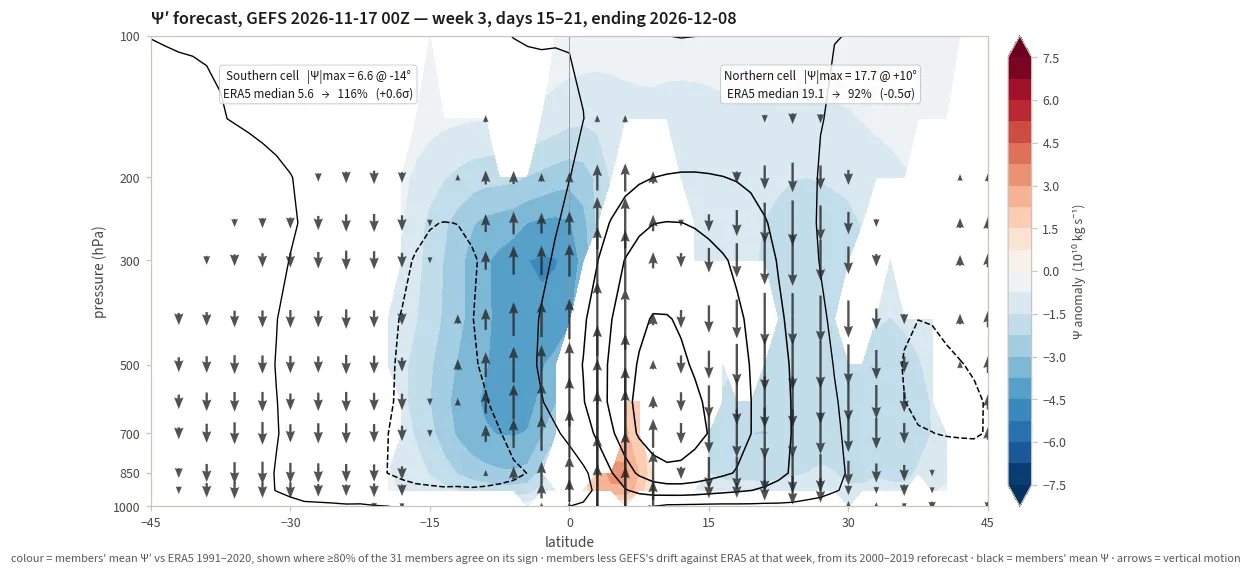 Ψ′ forecast, GEFS 2026-11-17 00Z — week 3, days 15–21, ending 2026-12-08
Southern cell |Ψ|max = 6.6 @ -14°
ERA5 median 5.6 → 116% (+0.6σ)
Northern cell |Ψ|max = 17.7 @ +10°
ERA5 median 19.1 → 92% (-0.5σ)
pressure (hPa)
100
200
300
500
700
850
1000
−45
−30
−15
0
15
30
45
latitude
7.5
6.0
4.5
3.0
1.5
0.0
−1.5
−3.0
−4.5
−6.0
−7.5
Ψ anomaly (10¹⁰ kg s⁻¹)
colour = members' mean Ψ′ vs ERA5 1991–2020, shown where ≥80% of the 31 members agree on its sign · members less GEFS's drift against ERA5 at that week, from its 2000–2019 reforecast · black = members' mean Ψ · arrows = vertical motion